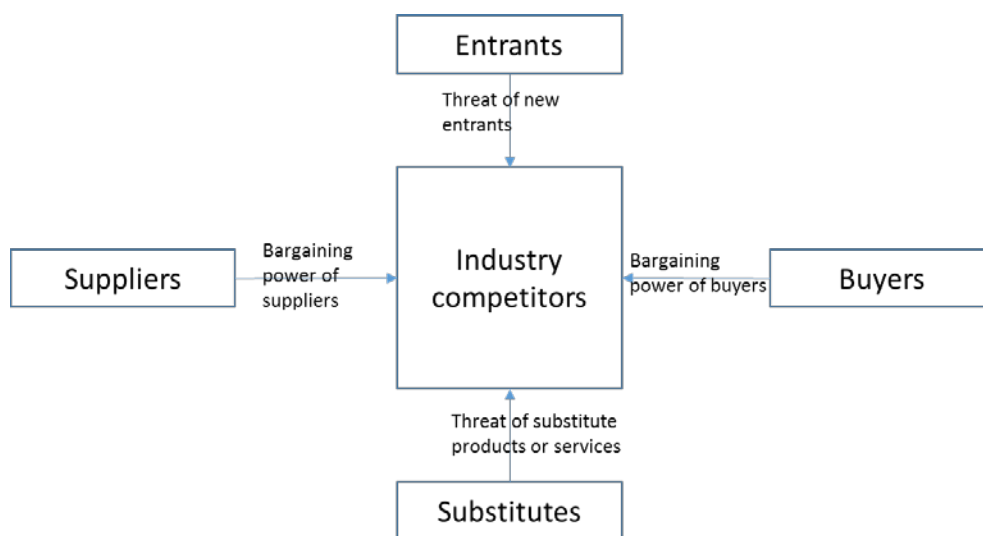 Entrants
Threat of new
entrants
Suppliers
Bargaining
power of
suppliers
Industry
competitors
Bargaining
power of buyers
Buyers
Threat of substitute
products or services
Substitutes